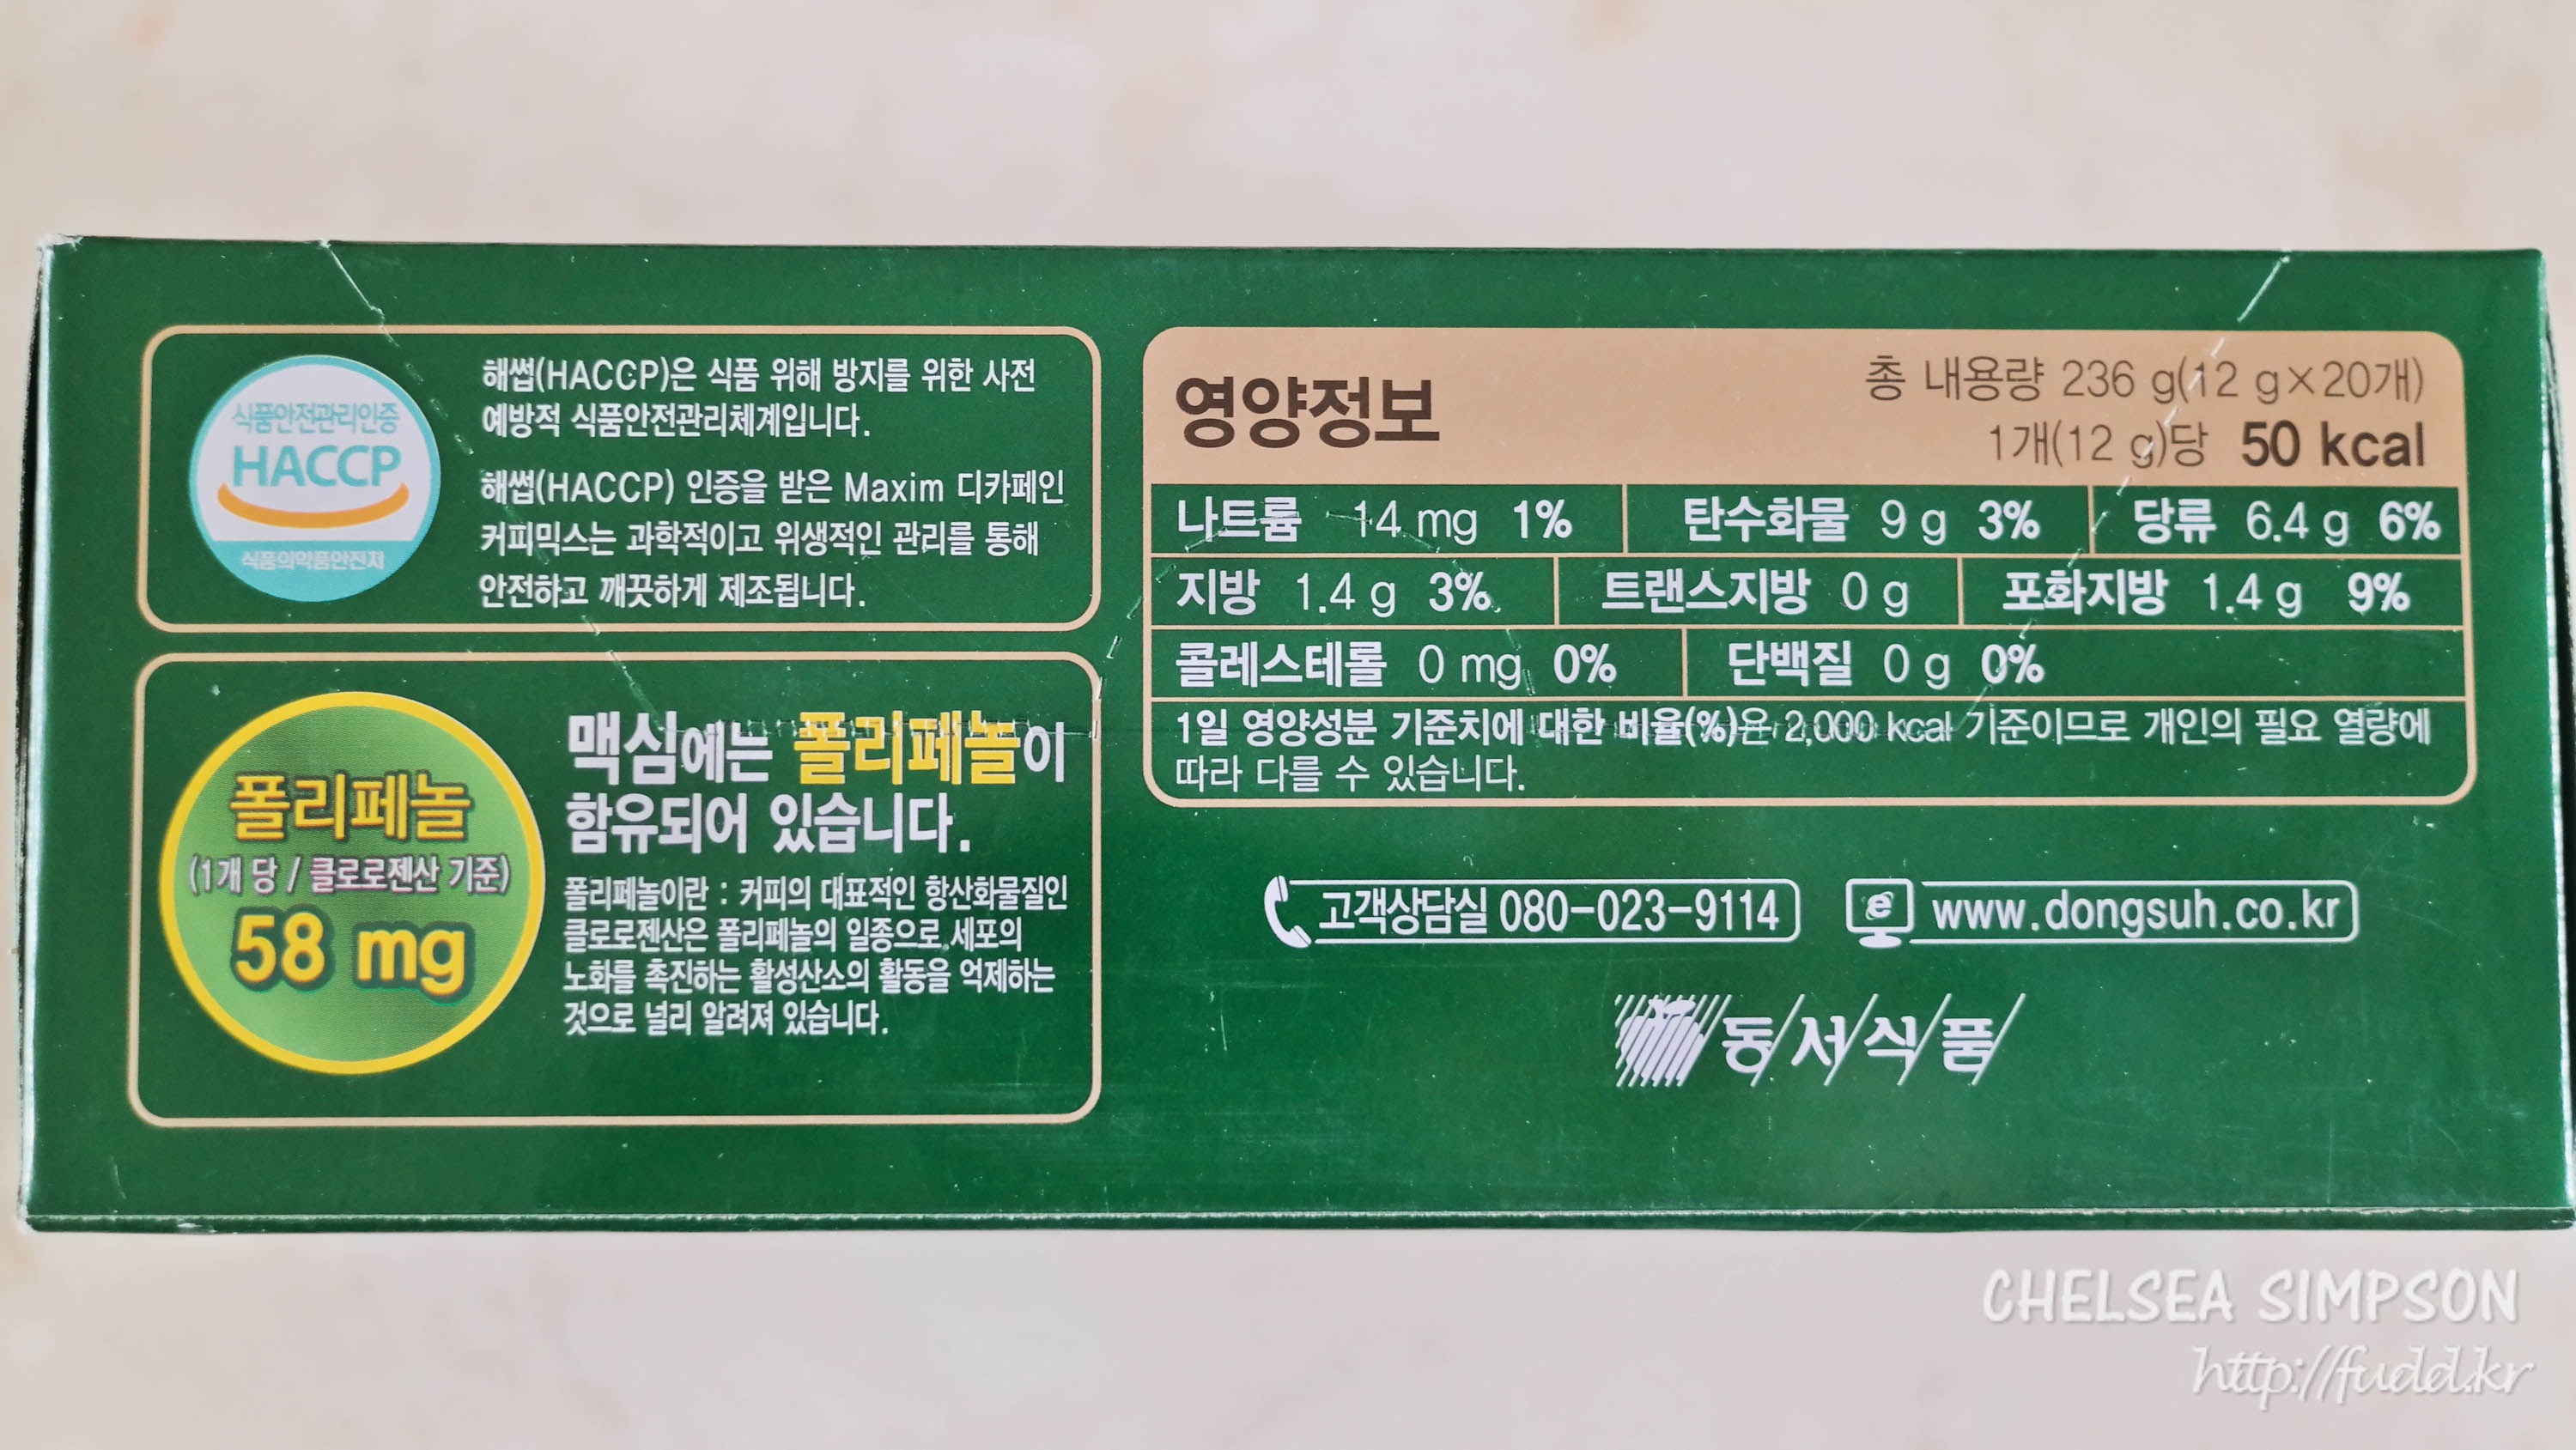 식품안전관리인증
HACCP
식품의약품안전처
해썹(HACCP)은 식품 위해 방지를 위한 사전
예방적 식품안전관리체계입니다.
해썹(HACCP) 인증을 받은 Maxim 디카페인
커피믹스는 과학적이고 위생적인 관리를 통해
안전하고 깨끗하게 제조됩니다.
폴리페놀
(1개 당 / 클로로젠산 기준)
58 mg
맥심에는 폴리페놀이
함유되어 있습니다.
폴리페놀이란 : 커피의 대표적인 항산화물질인
클로로젠산은 폴리페놀의 일종으로 세포의
노화를 촉진하는 활성산소의 활동을 억제하는
것으로 널리 알려져 있습니다.
영양정보
총 내용량 236 g(12 g×20개)
1개(12 g)당 50 kcal
나트륨 14 mg 1% 탄수화물 9 g 3% 당류 6.4 g 6%
지방 1.4 g 3% 트랜스지방 0 g 포화지방 1.4 g 9%
콜레스테롤 0 mg 0% 단백질 0 g 0%
1일 영양성분 기준치에 대한 비율(%)은 2,000 kcal 기준이므로 개인의 필요 열량에
따라 다를 수 있습니다.
고객상담실 080-023-9114
www.dongsuh.co.kr
동서식품
CHELSEA SIMPSON
http://fudd.kr